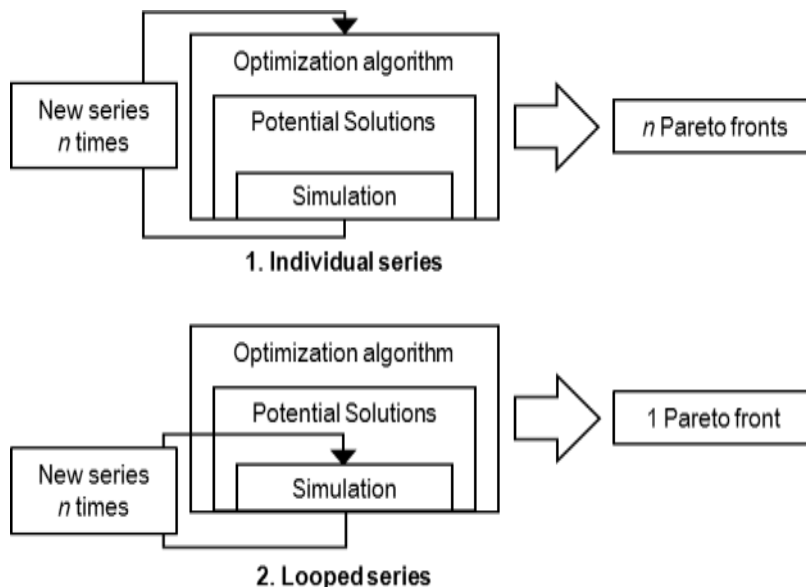 Optimization algorithm
New series
n times
Potential Solutions
n Pareto fronts
Simulation
1. Individual series
Optimization algorithm
Potential Solutions
1 Pareto front
New series
n times
Simulation
2. Looped series